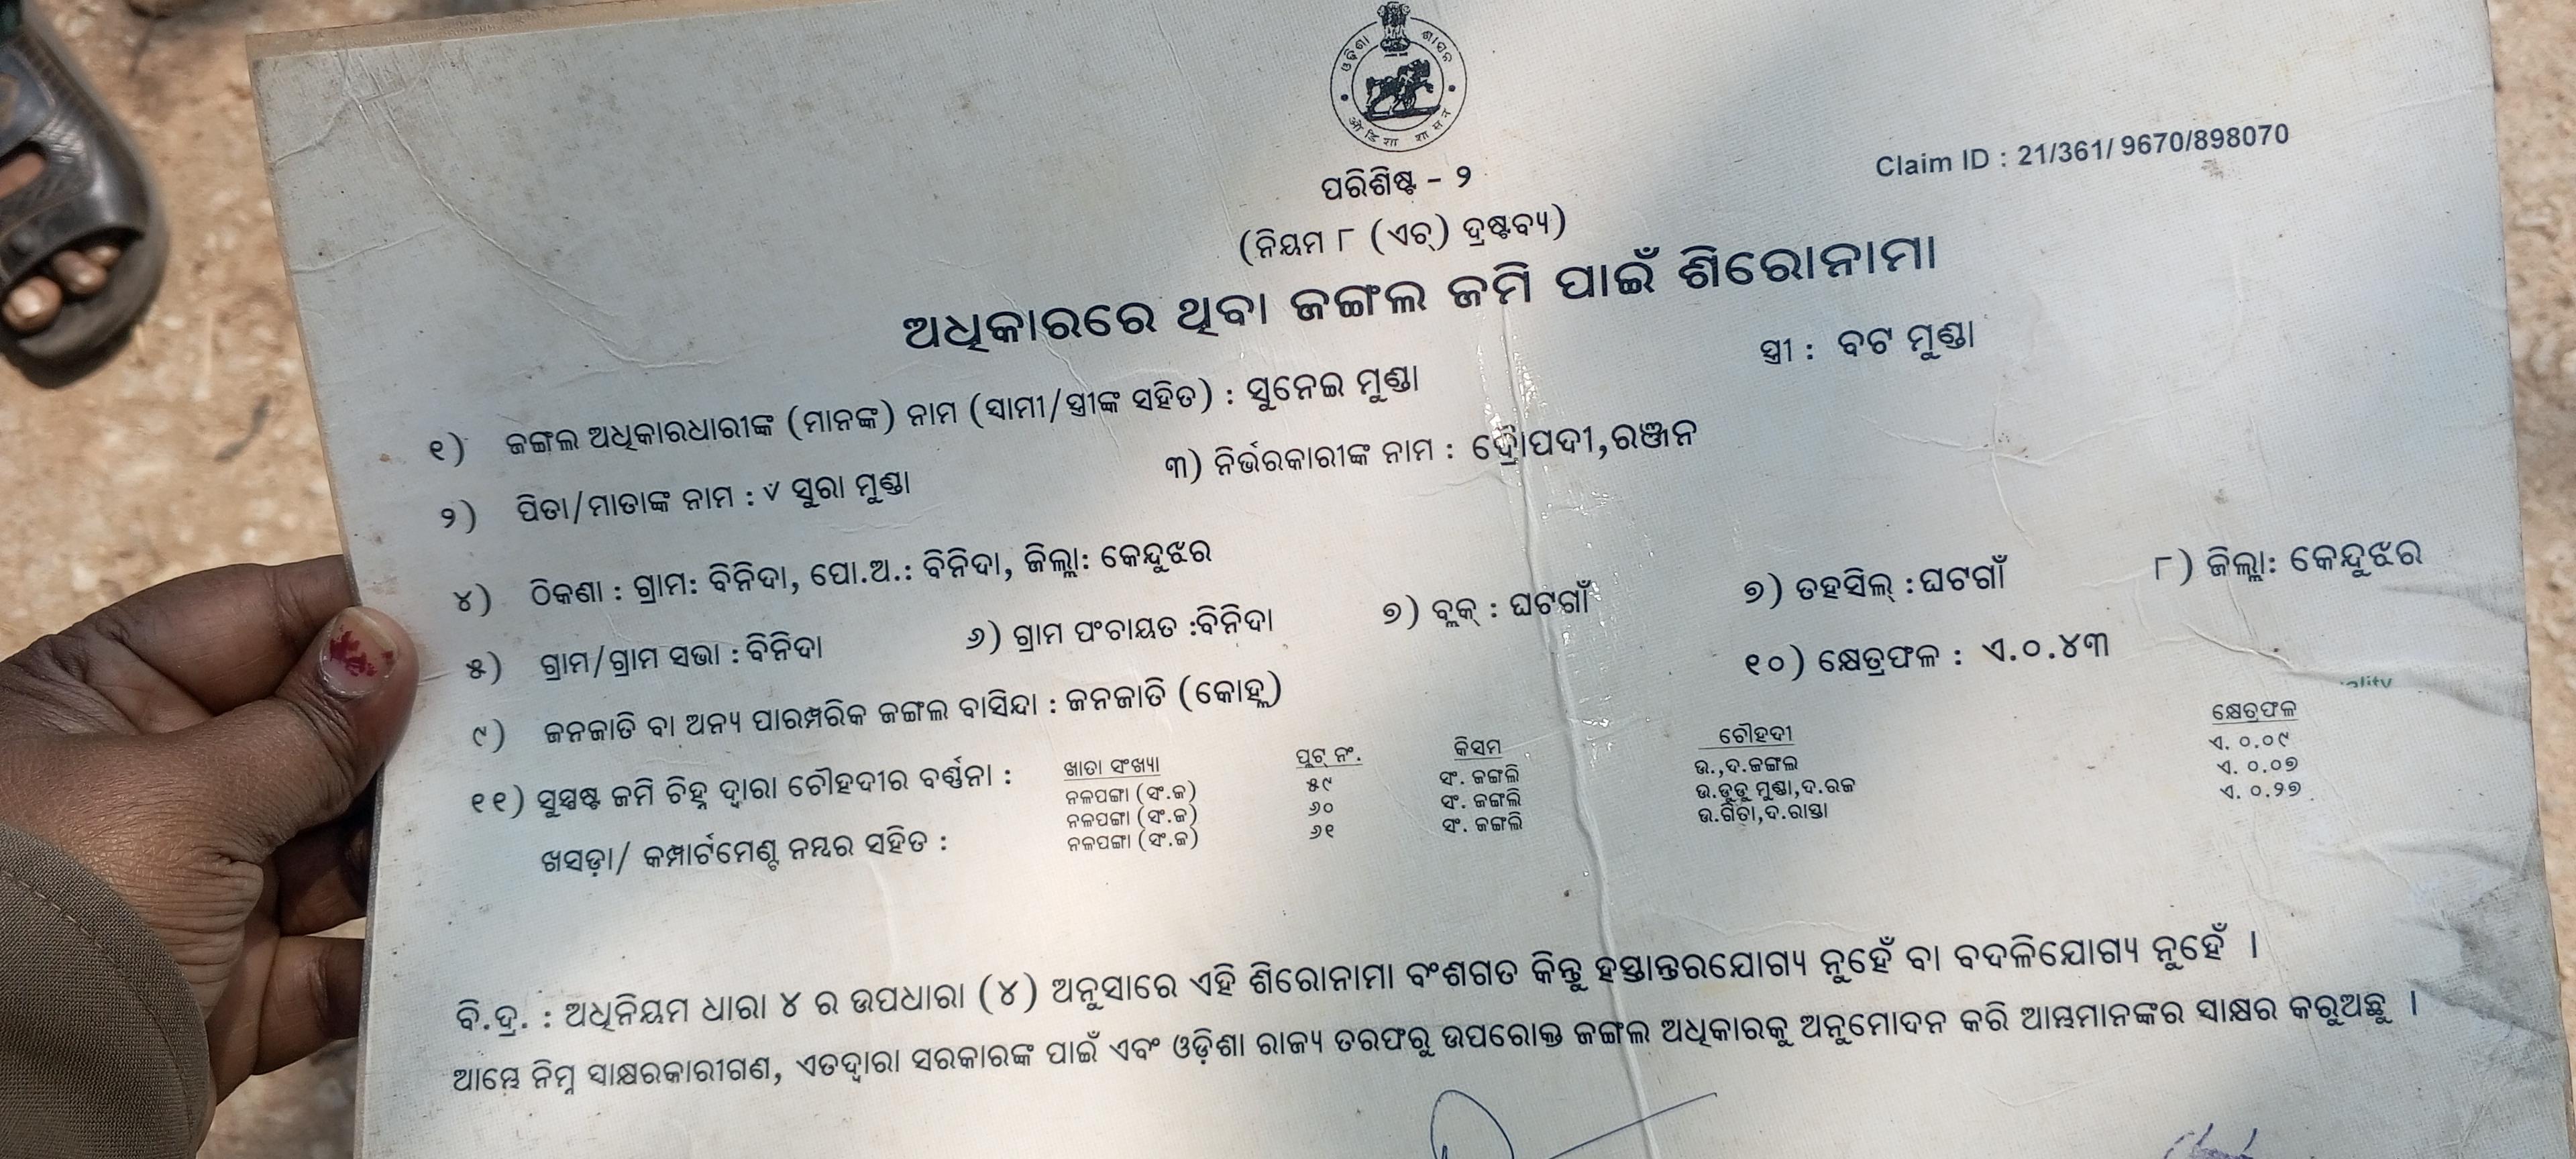 ଓଡ଼ିଶା ଶାସନ
ओडिशा शासन
Claim ID : 21/361/ 9670/898070
ପରିଶିଷ୍ଟ - ୨
(ନିୟମ ୮ (ଏଚ୍) ଦ୍ରଷ୍ଟବ୍ୟ)
ଅଧିକାରରେ ଥିବା ଜଙ୍ଗଲ ଜମି ପାଇଁ ଶିରୋନାମା
୧) ଜଙ୍ଗଲ ଅଧିକାରଧାରୀଙ୍କ (ମାନଙ୍କ) ନାମ (ସ୍ୱାମୀ/ସ୍ତ୍ରୀଙ୍କ ସହିତ) : ସୁନେଇ ମୁଣ୍ଡା ସ୍ତ୍ରୀ : ବଟ ମୁଣ୍ଡା
୨) ପିତା/ମାତାଙ୍କ ନାମ : ସୁରା ମୁଣ୍ଡା ୩) ନିର୍ଭରକାରୀଙ୍କ ନାମ : ଦ୍ରୌପଦୀ,ରଞ୍ଜନ
୪) ଠିକଣା : ଗ୍ରାମ: ବିନିଦା, ପୋ.ଅ.: ବିନିଦା, ଜିଲ୍ଲା: କେନ୍ଦୁଝର
୫) ଗ୍ରାମ/ଗ୍ରାମ ସଭା : ବିନିଦା ୬) ଗ୍ରାମ ପଂଚାୟତ :ବିନିଦା ୭) ବ୍ଲକ୍ : ଘଟଗାଁ ୭) ତହସିଲ୍ :ଘଟଗାଁ ୮) ଜିଲ୍ଲା: କେନ୍ଦୁଝର
୯) ଜନଜାତି ବା ଅନ୍ୟ ପାରମ୍ପରିକ ଜଙ୍ଗଲ ବାସିନ୍ଦା : ଜନଜାତି (କୋହ୍ଲ) ୧୦) କ୍ଷେତ୍ରଫଳ : ଏ.୦.୪୩
୧୧) ସୁସ୍ପଷ୍ଟ ଜମି ଚିହ୍ନ ଦ୍ୱାରା ଚୌହଦୀର ବର୍ଣ୍ଣନା :
ଖସଡ଼ା/ କମ୍ପାର୍ଟମେଣ୍ଟ ନମ୍ବର ସହିତ :
ଖାତା ସଂଖ୍ୟା ପ୍ଲଟ୍ ନଂ. କିସମ ଚୌହଦୀ କ୍ଷେତ୍ରଫଳ
ନଳପଙ୍ଗା (ସଂ.ଜ) ୫୯ ସଂ. ଜଙ୍ଗଲି ଉ.,ଦ.ଜଙ୍ଗଲ ଏ. ୦.୦୯
ନଳପଙ୍ଗା (ସଂ.ଜ) ୬୦ ସଂ. ଜଙ୍ଗଲି ଉ.ଡୁଡୁ ମୁଣ୍ଡା,ଦ.ରଜ ଏ. ୦.୦୭
ନଳପଙ୍ଗା (ସଂ.ଜ) ୬୧ ସଂ. ଜଙ୍ଗଲି ଉ.ଗିତା,ଦ.ରାସ୍ତା ଏ. ୦.୨୭
ବି.ଦ୍ର. : ଅଧିନିୟମ ଧାରା ୪ ର ଉପଧାରା (୪) ଅନୁସାରେ ଏହି ଶିରୋନାମା ବଂଶଗତ କିନ୍ତୁ ହସ୍ତାନ୍ତରଯୋଗ୍ୟ ନୁହେଁ ବା ବଦଳିଯୋଗ୍ୟ ନୁହେଁ ।
ଆମ୍ଭେ ନିମ୍ନ ସ୍ୱାକ୍ଷରକାରୀଗଣ, ଏତଦ୍ୱାରା ସରକାରଙ୍କ ପାଇଁ ଏବଂ ଓଡ଼ିଶା ରାଜ୍ୟ ତରଫରୁ ଉପରୋକ୍ତ ଜଙ୍ଗଲ ଅଧିକାରକୁ ଅନୁମୋଦନ କରି ଆମ୍ଭମାନଙ୍କର ସ୍ୱାକ୍ଷର କରୁଅଛୁ ।